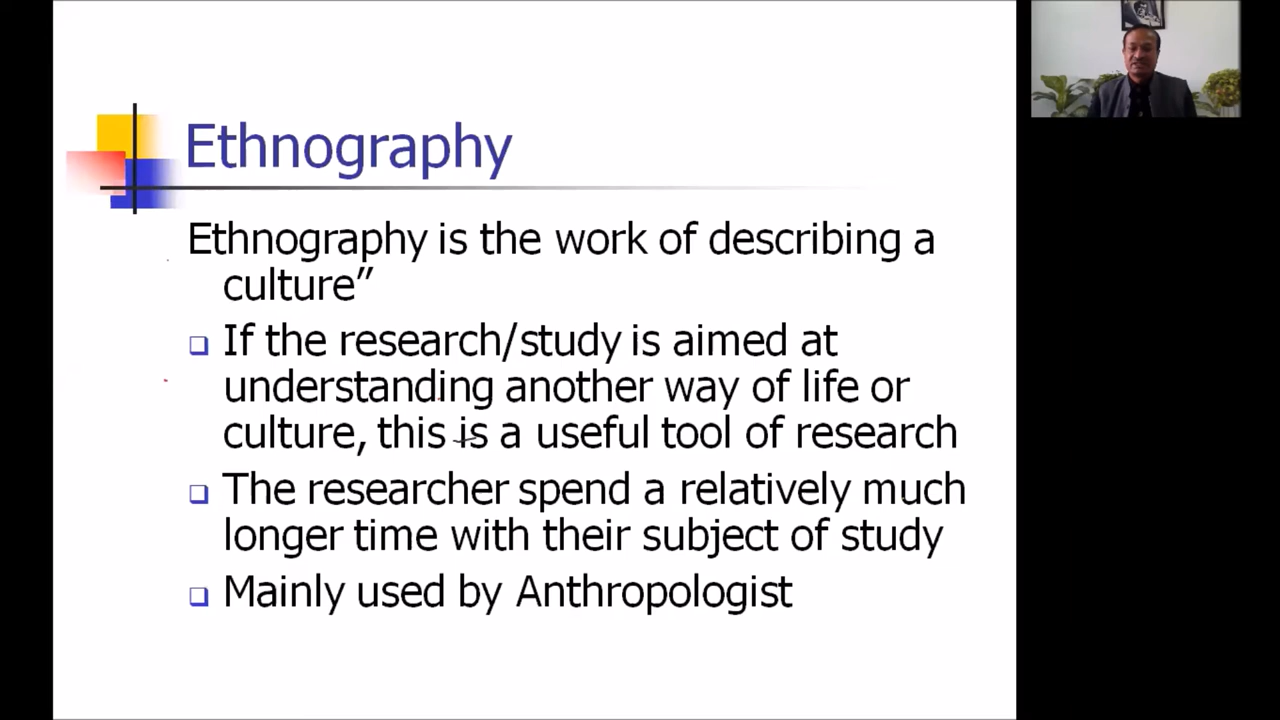 Ethnography
Ethnography is the work of describing a
culture”
If the research/study is aimed at
understanding another way of life or
culture, this is a useful tool of research
The researcher spend a relatively much
longer time with their subject of study
Mainly used by Anthropologist